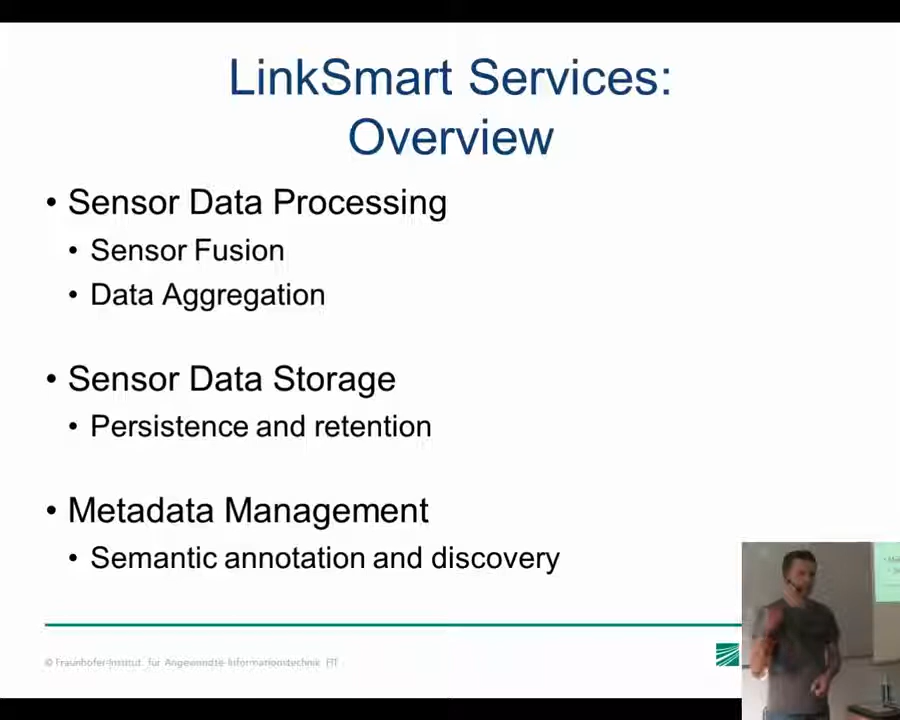 LinkSmart Services:
Overview
• Sensor Data Processing
• Sensor Fusion
• Data Aggregation
• Sensor Data Storage
• Persistence and retention
• Metadata Management
• Semantic annotation and discovery
© Fraunhofer-Institut für Angewandte Informationstechnik FIT